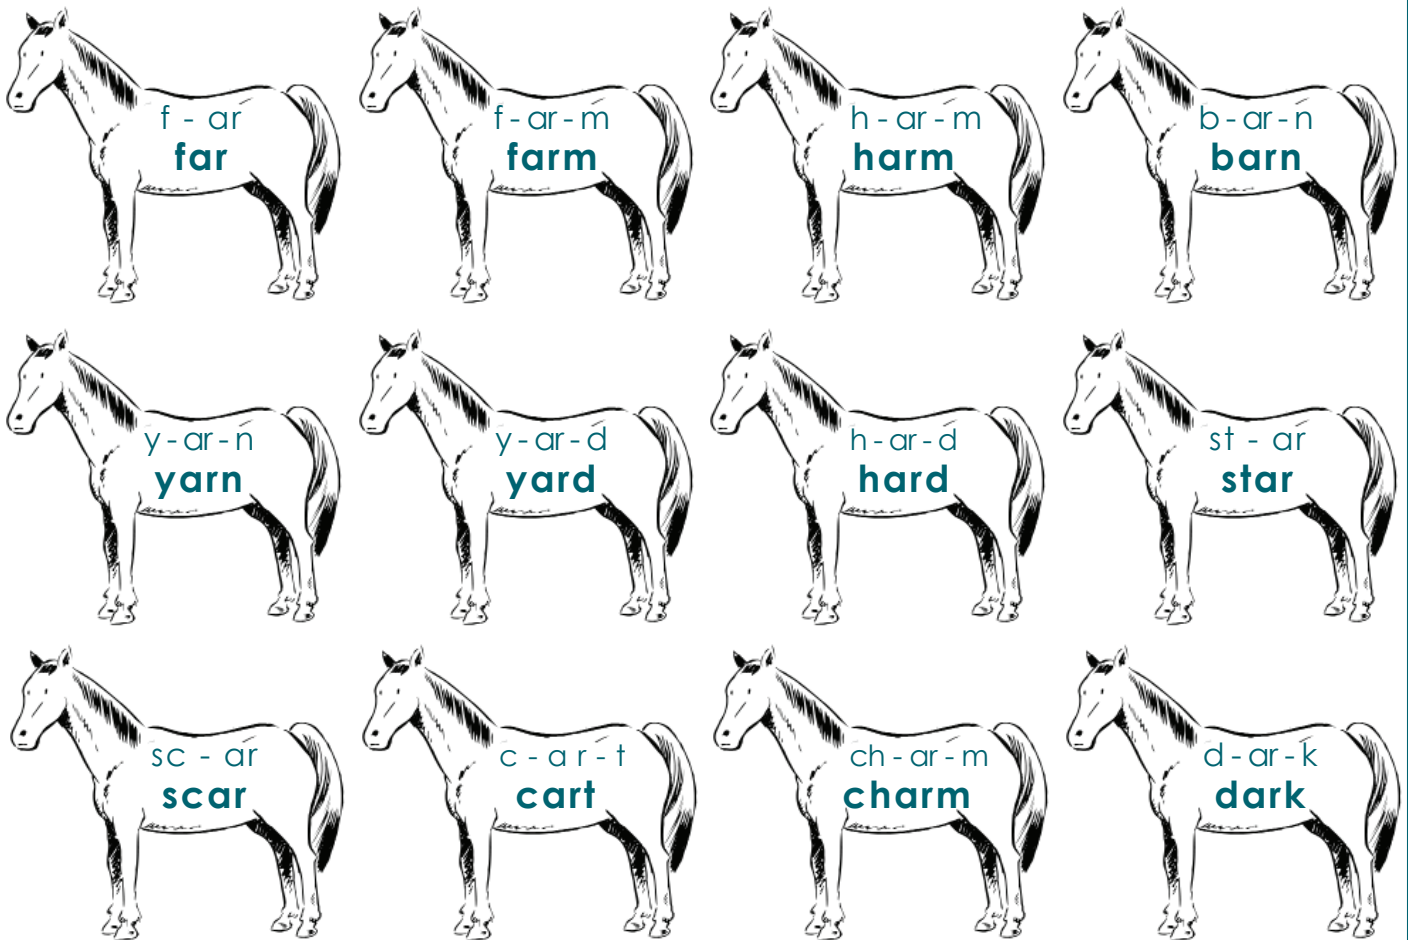 f - ar
far
f-ar-m
farm
h-ar-m
harm
b-ar-n
barn
y-ar-n
yarn
y-ar-d
yard
h-ar-d
hard
st - ar
star
sc - ar
scar
c - a r - t
cart
ch-ar-m
charm
d-ar-k
dark